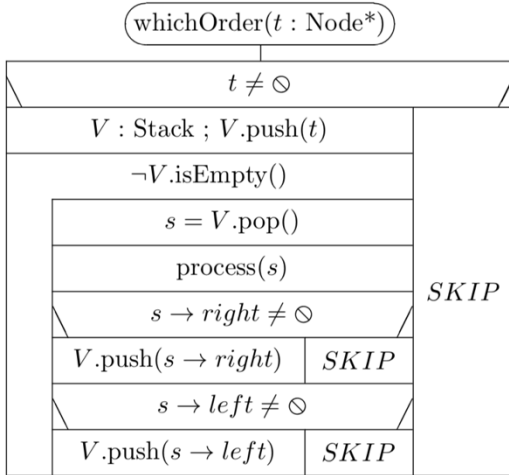 whichOrder(t : Node*)
t ≠ ⦸
V : Stack ; V.push(t)
¬V.isEmpty()
s = V.pop()
process(s)
SKIP
s → right ≠ ⦸
V.push(s → right) SKIP
s → left ≠ ⦸
V.push(s → left) SKIP